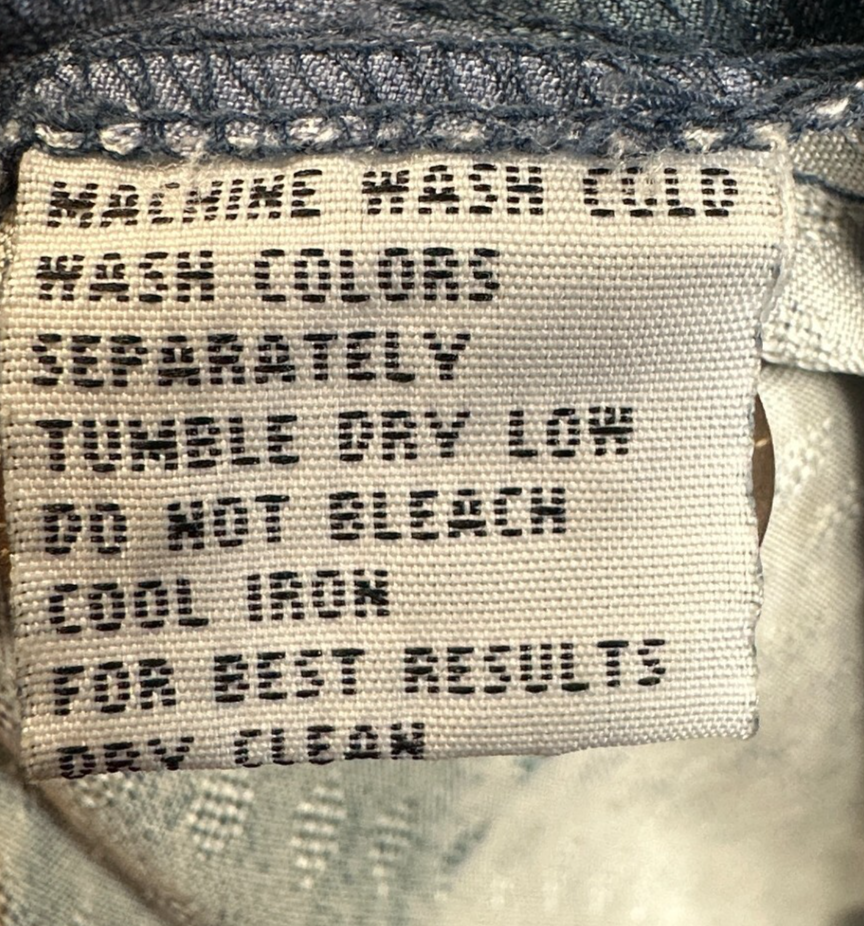 MACHINE WASH COLD
WASH COLORS
SEPARATELY
TUMBLE DRY LOW
DO NOT BLEACH
COOL IRON
FOR BEST RESULTS
DRY CLEAN